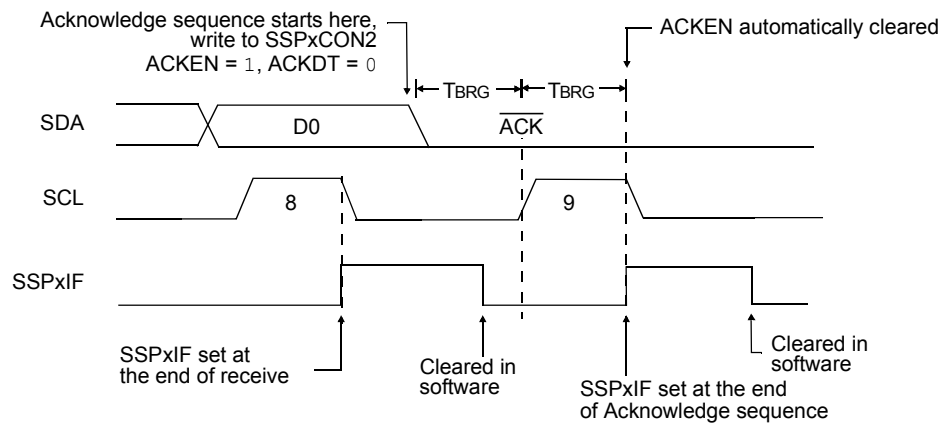 Acknowledge sequence starts here,
write to SSPxCON2
ACKEN = 1, ACKDT = 0
ACKEN automatically cleared
TBRG
TBRG
SDA
D0
ACK
SCL
8
9
SSPxIF
SSPxIF set at
the end of receive
Cleared in
software
SSPxIF set at the end
of Acknowledge sequence
Cleared in
software